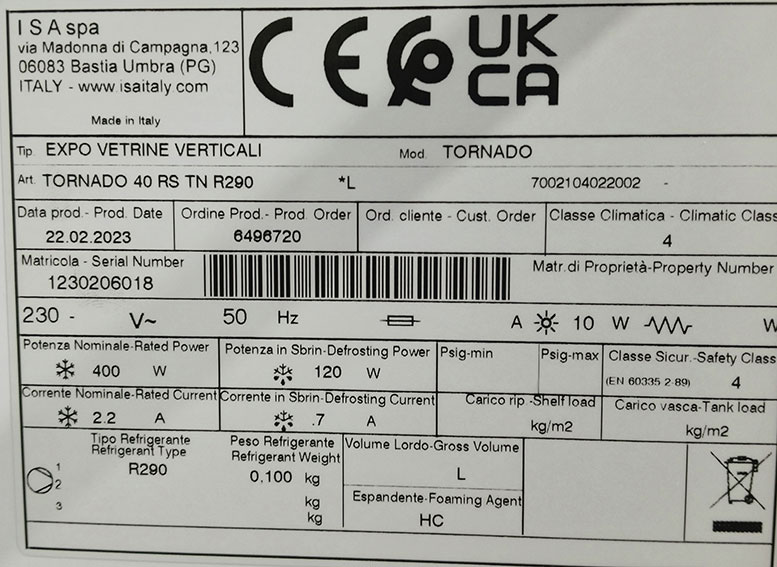 I S A spa
via Madonna di Campagna,123
06083 Bastia Umbra (PG)
ITALY - www isaitaly com
Made in Italy
CE
UK
CA
Tip. EXPO VETRINE VERTICALI Mod TORNADO
Art. TORNADO 40 RS TN R290 *L 7002104022002 -
Data prod.- Prod. Date
22.02.2023
Ordine Prod.- Prod. Order
6496720
Ord. cliente - Cust. Order
Classe Climatica - Climatic Class
4
Matricola - Serial Number
1230206018
Matr.di Proprietà-Property Number
230 - V~ 50 Hz A 10 W W
Potenza Nominale-Rated Power
400 W
Potenza in Sbrin-Defrosting Power
120 W
Psig-min
Psig-max
Classe Sicur.-Safety Class
(EN 60335 2-89) 4
Corrente Nominale-Rated Current
2.2 A
Corrente in Sbrin-Defrosting Current
.7 A
Carico rip.-Shelf load
kg/m2
Carico vasca-Tank load
kg/m2
Tipo Refrigerante
Refrigerant Type
R290
1
2
3
Peso Refrigerante
Refrigerant Weight
0.100 kg
kg
kg
Volume Lordo-Gross Volume
L
Espandente-Foaming Agent
HC